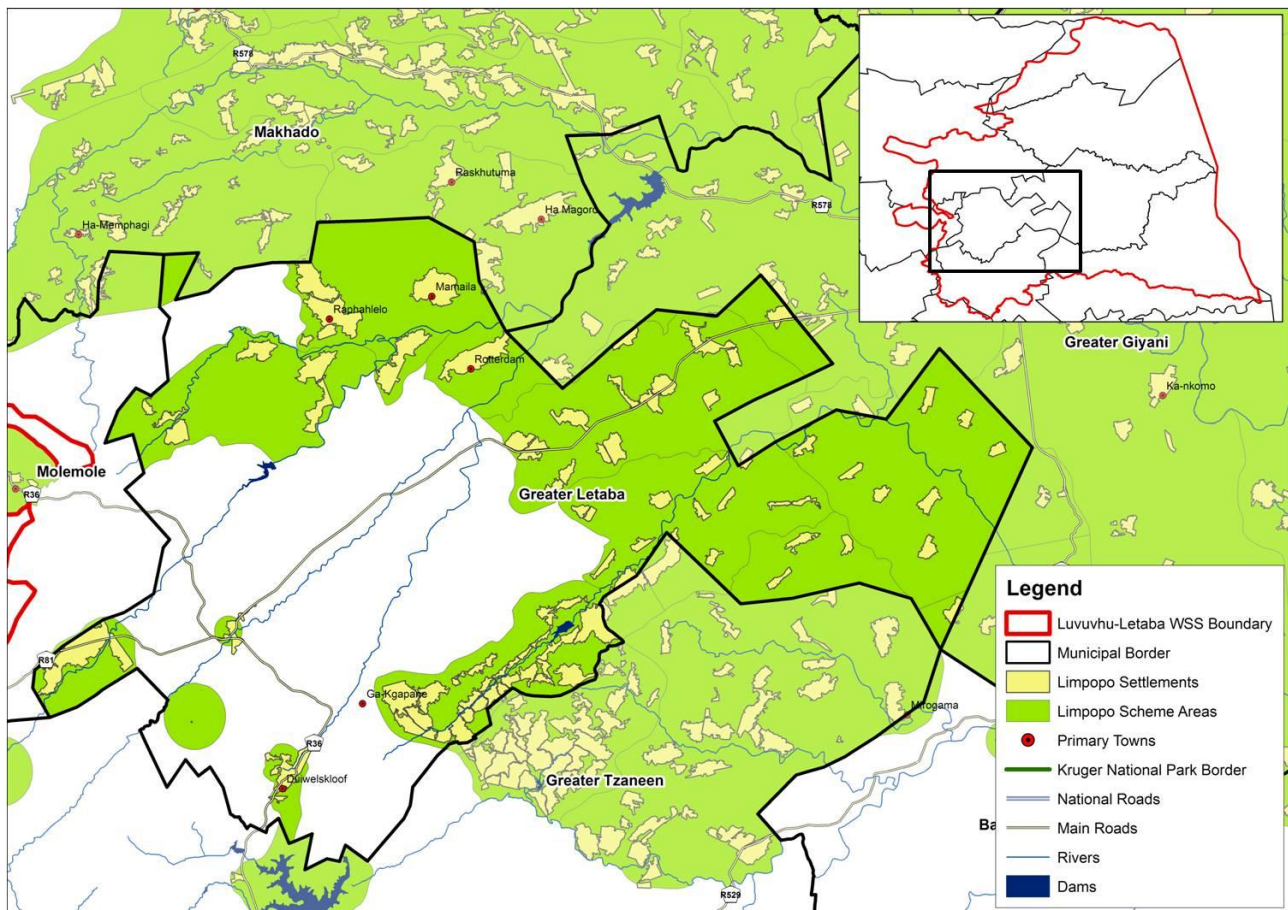 R578
Makhado
Raskhutuma
Ha Magoro
R578
Ha-Memphagi
Mamaila
Raphahlelo
Greater Giyani
Rotterdam
Ka-nkomo
Molemole
R36
Greater Letaba
R81
Ga-Kgapane
Mirogama
R36
Duiwelskloof
Greater Tzaneen
Ba
R529
Legend
Luvuvhu-Letaba WSS Boundary
Municipal Border
Limpopo Settlements
Limpopo Scheme Areas
Primary Towns
Kruger National Park Border
National Roads
Main Roads
Rivers
Dams